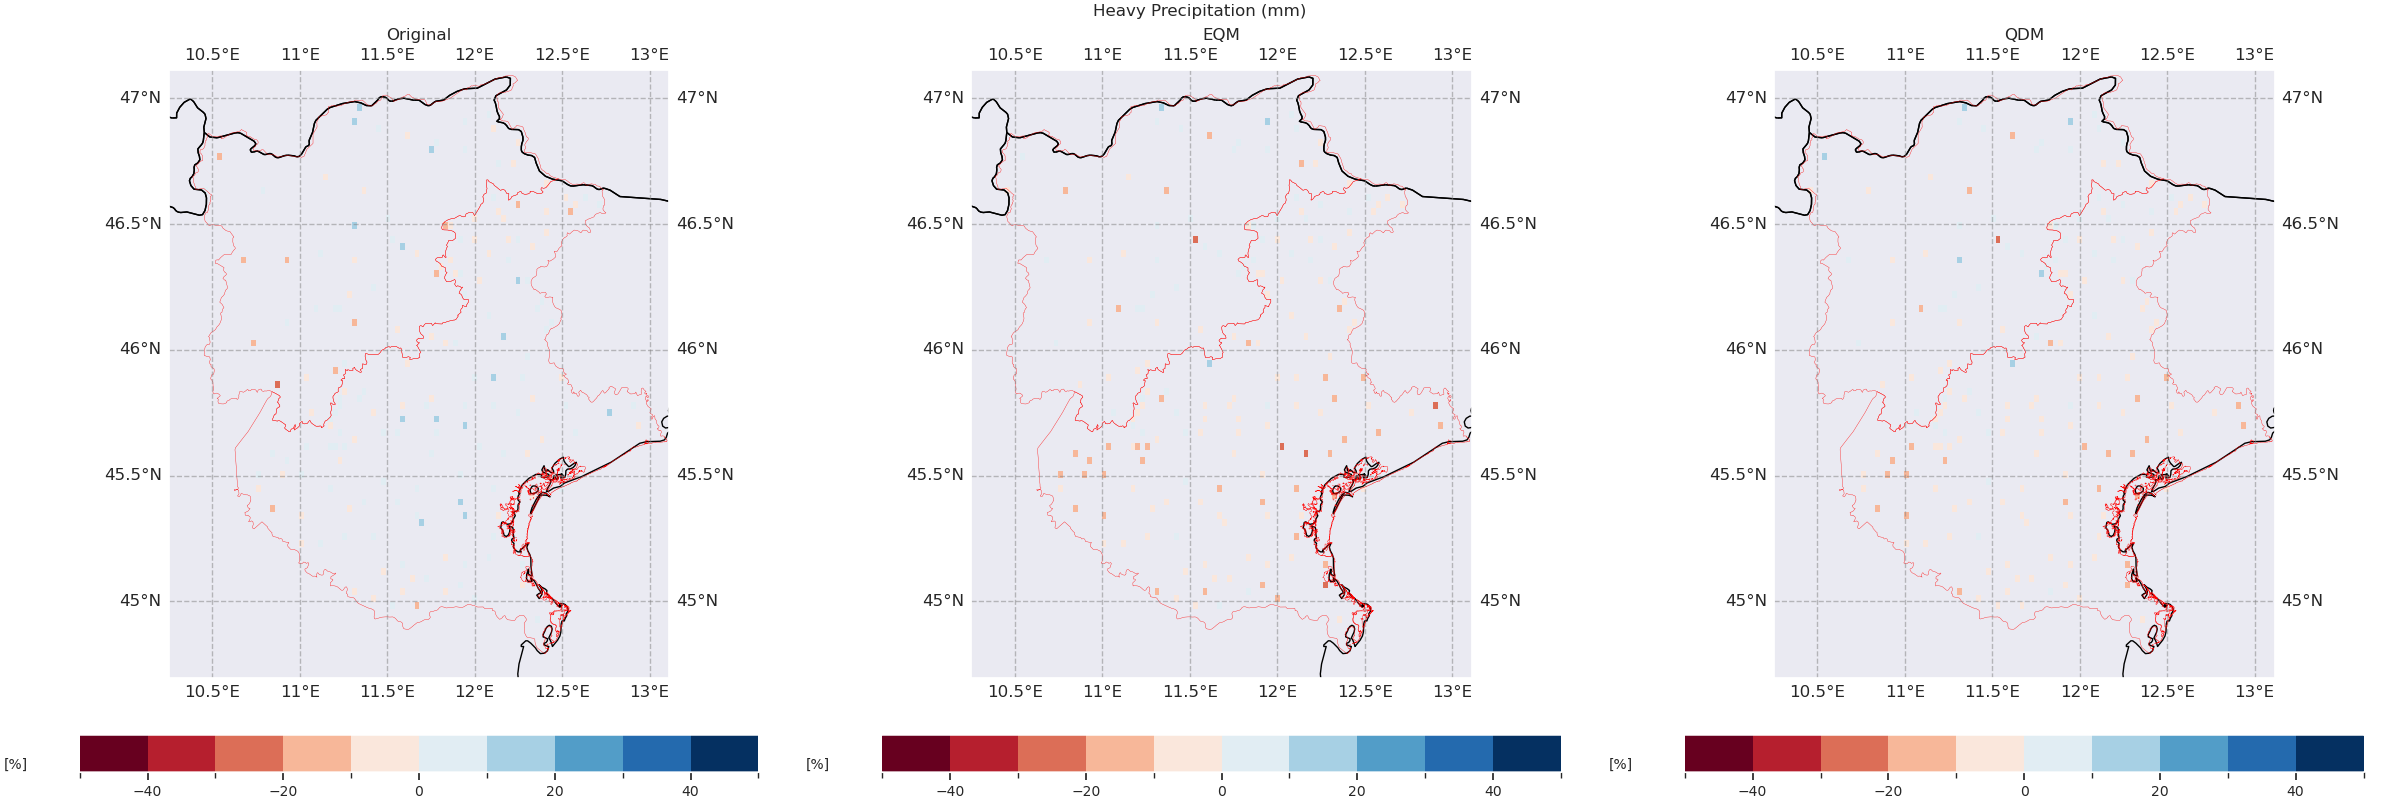 Heavy Precipitation (mm)
Original
EQM
QDM
10.5°E 11°E 11.5°E 12°E 12.5°E 13°E
10.5°E 11°E 11.5°E 12°E 12.5°E 13°E
10.5°E 11°E 11.5°E 12°E 12.5°E 13°E
47°N 47°N 47°N 47°N 47°N 47°N
46.5°N 46.5°N 46.5°N 46.5°N 46.5°N 46.5°N
46°N 46°N 46°N 46°N 46°N 46°N
45.5°N 45.5°N 45.5°N 45.5°N 45.5°N 45.5°N
45°N 45°N 45°N 45°N 45°N 45°N
10.5°E 11°E 11.5°E 12°E 12.5°E 13°E
10.5°E 11°E 11.5°E 12°E 12.5°E 13°E
10.5°E 11°E 11.5°E 12°E 12.5°E 13°E
[%] [%] [%]
−40 −20 0 20 40
−40 −20 0 20 40
−40 −20 0 20 40